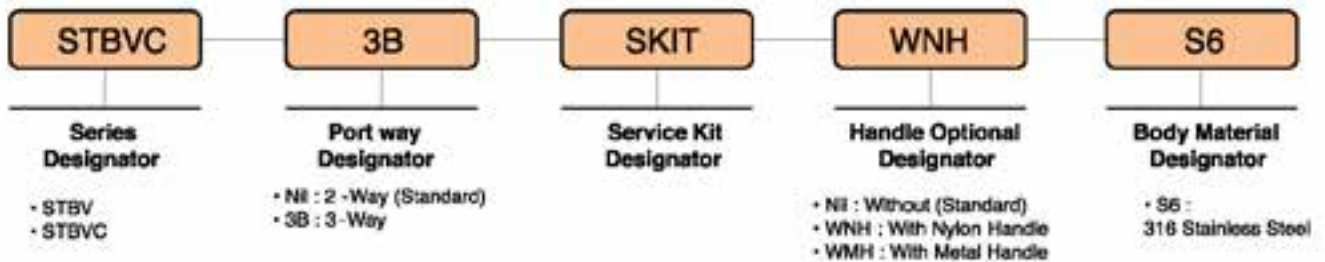 STBVC
3B
SKIT
WNH
S6
Series
Designator
• STBV
• STBVC
Port way
Designator
• Nil : 2 -Way (Standard)
• 3B : 3-Way
Service Kit
Designator
Handle Optional
Designator
• Nil : Without (Standard)
• WNH : With Nylon Handle
• WMH : With Metal Handle
Body Material
Designator
• S6 :
316 Stainless Steel